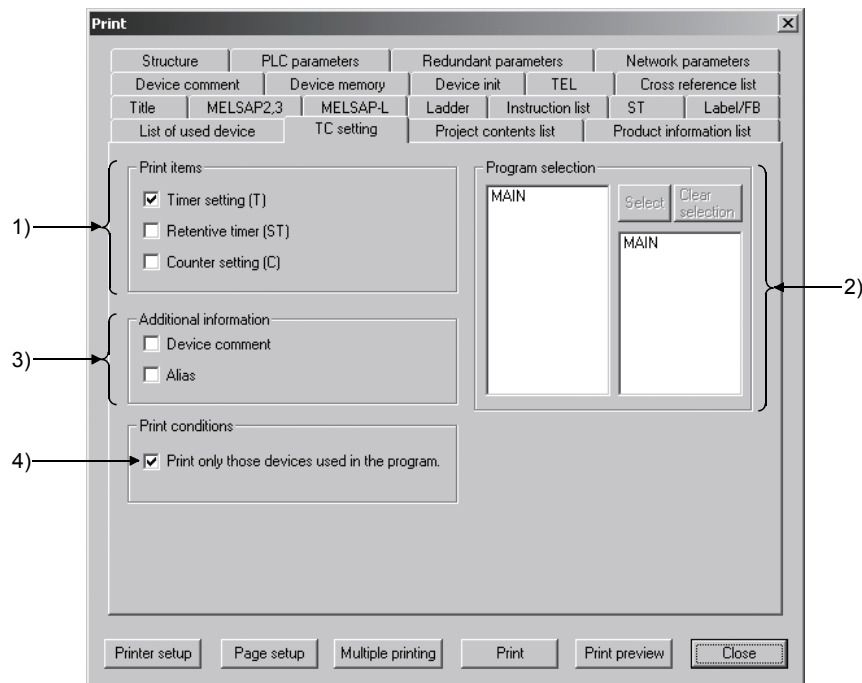 Print
Structure PLC parameters Redundant parameters Network parameters
Device comment Device memory Device init TEL Cross reference list
Title MELSAP2,3 MELSAP-L Ladder Instruction list ST Label/FB
List of used device TC setting Project contents list Product information list
Print items
Timer setting (T)
Retentive timer (ST)
Counter setting (C)
1)
Program selection
MAIN
Select
Clear selection
MAIN
2)
Additional information
Device comment
Alias
3)
Print conditions
Print only those devices used in the program.
4)
Printer setup Page setup Multiple printing Print Print preview Close